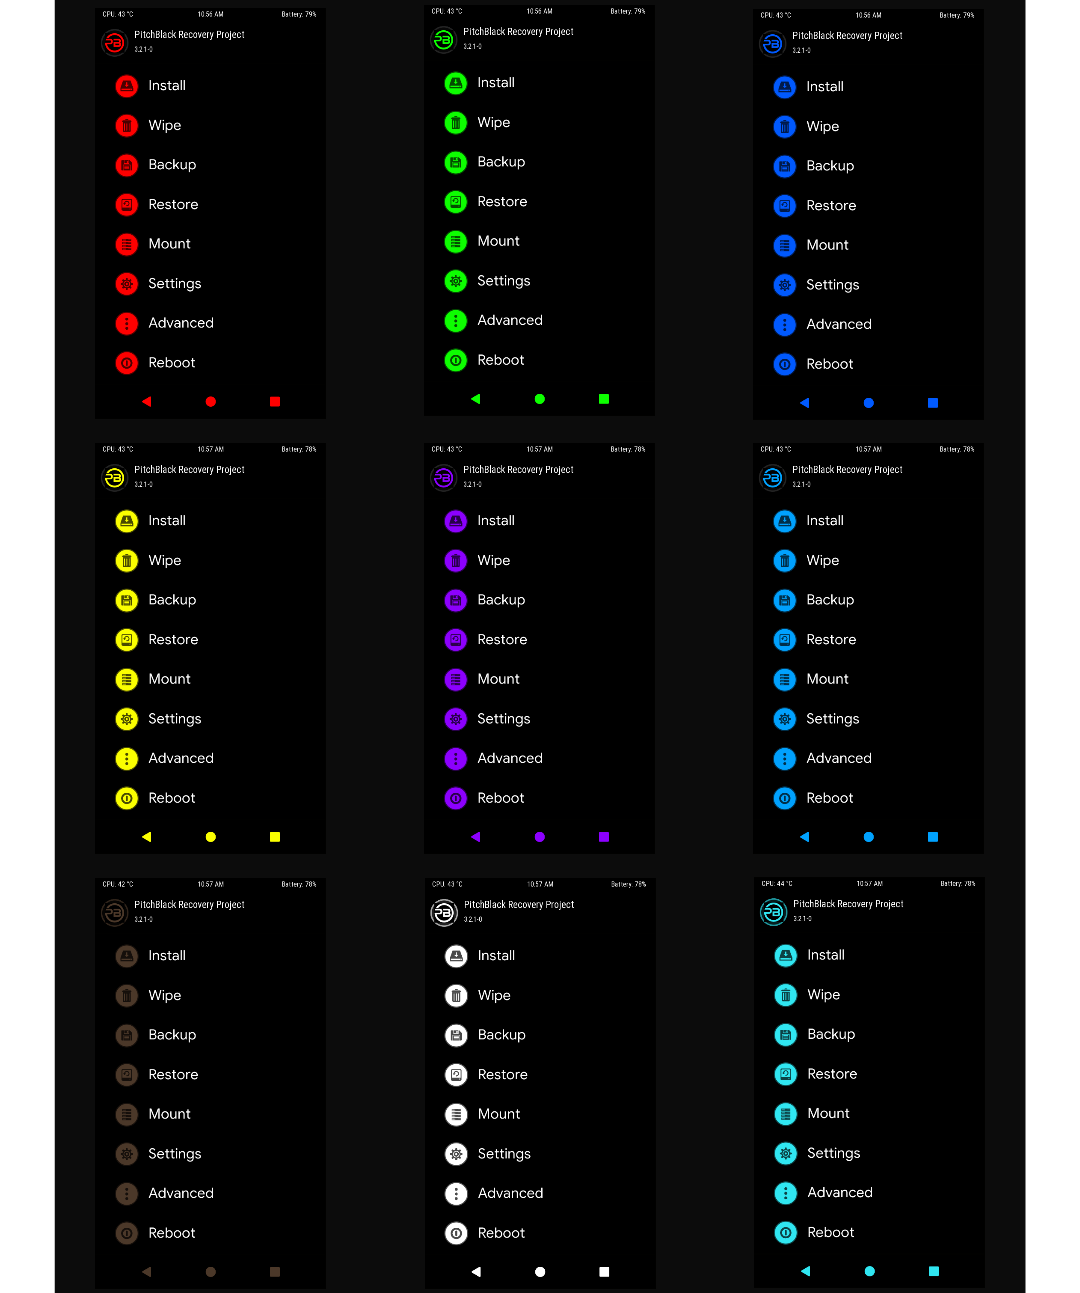 CPU: 43 °C 10:56 AM Battery: 79%
PitchBlack Recovery Project
3.2.1-0
Install
Wipe
Backup
Restore
Mount
Settings
Advanced
Reboot
CPU: 43 °C 10:56 AM Battery: 79%
PitchBlack Recovery Project
3.2.1-0
Install
Wipe
Backup
Restore
Mount
Settings
Advanced
Reboot
CPU: 43 °C 10:56 AM Battery: 79%
PitchBlack Recovery Project
3.2.1-0
Install
Wipe
Backup
Restore
Mount
Settings
Advanced
Reboot
CPU: 43 °C 10:57 AM Battery: 78%
PitchBlack Recovery Project
3.2.1-0
Install
Wipe
Backup
Restore
Mount
Settings
Advanced
Reboot
CPU: 43 °C 10:57 AM Battery: 78%
PitchBlack Recovery Project
3.2.1-0
Install
Wipe
Backup
Restore
Mount
Settings
Advanced
Reboot
CPU: 43 °C 10:57 AM Battery: 78%
PitchBlack Recovery Project
3.2.1-0
Install
Wipe
Backup
Restore
Mount
Settings
Advanced
Reboot
CPU: 42 °C 10:57 AM Battery: 78%
PitchBlack Recovery Project
3.2.1-0
Install
Wipe
Backup
Restore
Mount
Settings
Advanced
Reboot
CPU: 43 °C 10:57 AM Battery: 78%
PitchBlack Recovery Project
3.2.1-0
Install
Wipe
Backup
Restore
Mount
Settings
Advanced
Reboot
CPU: 44 °C 10:57 AM Battery: 78%
PitchBlack Recovery Project
3.2.1-0
Install
Wipe
Backup
Restore
Mount
Settings
Advanced
Reboot